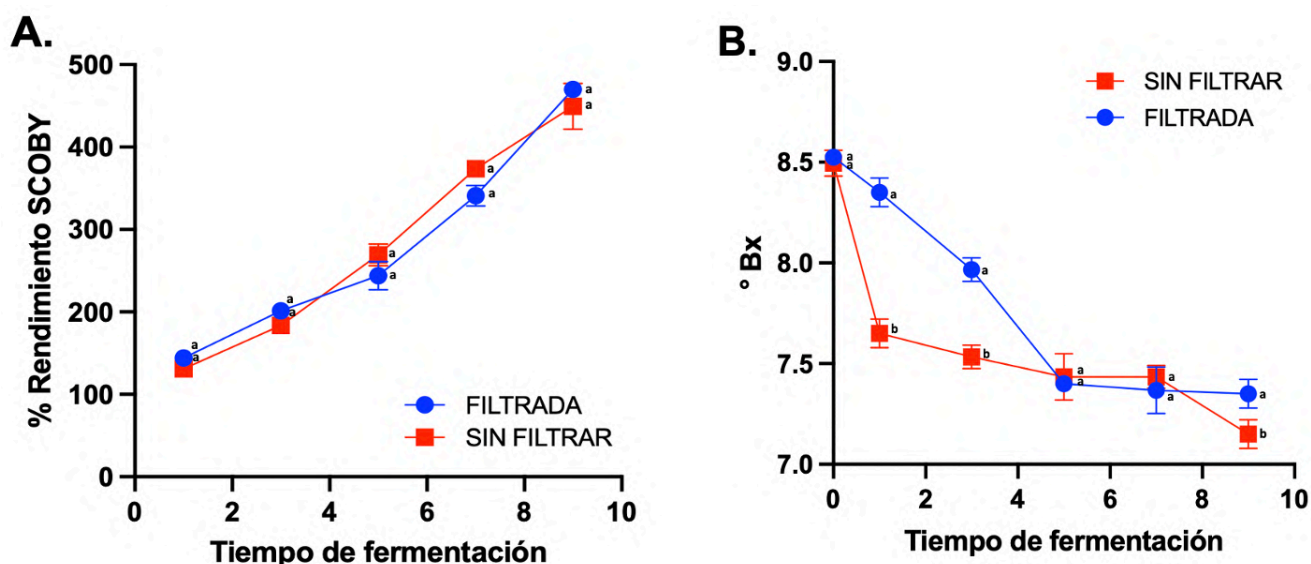 A.
500
400
300
200
100
0
% Rendimiento SCOBY
a
a
a
a
a
a
a
a
a
a
FILTRADA
SIN FILTRAR
0 2 4 6 8 10
Tiempo de fermentación
B.
9.0
8.5
8.0
7.5
7.0
° Bx
SIN FILTRAR
FILTRADA
a
a
a
b
a
b
a
a
a
a
a
b
0 2 4 6 8 10
Tiempo de fermentación